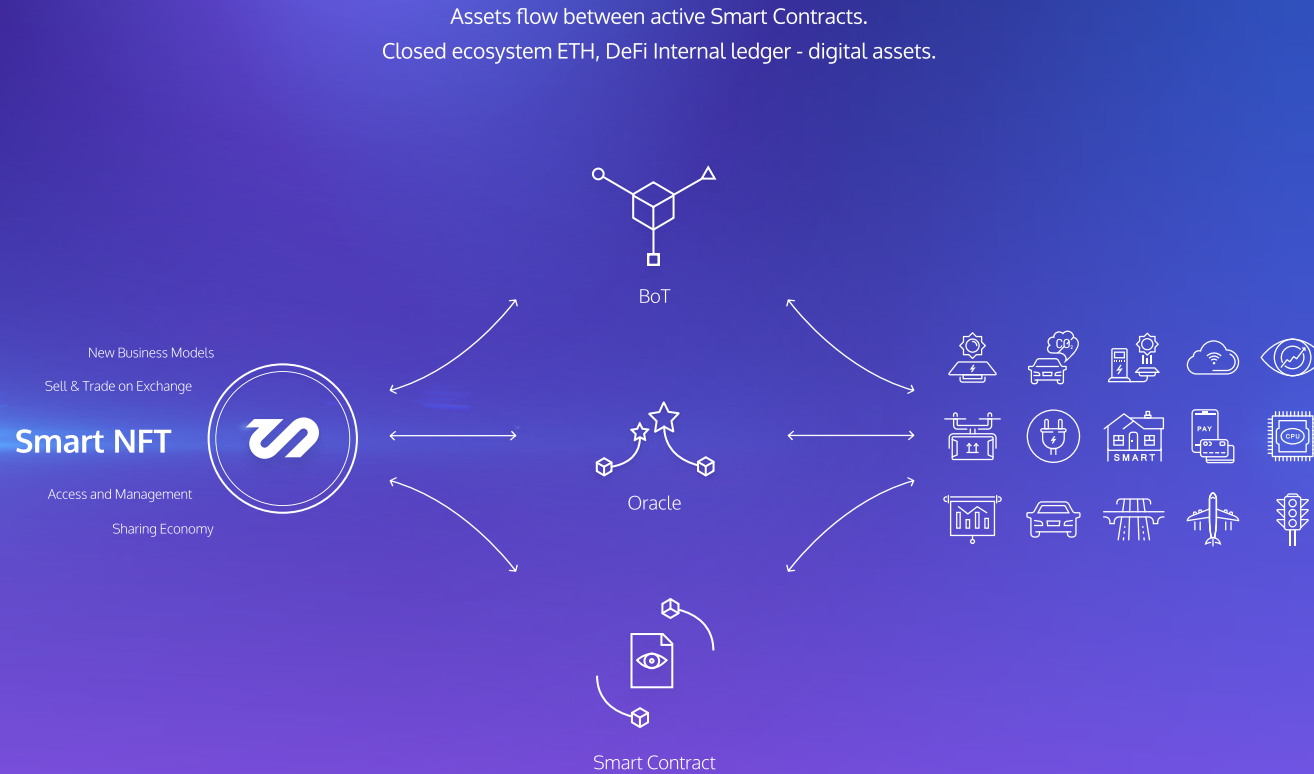 Assets flow between active Smart Contracts.
Closed ecosystem ETH, DeFi Internal ledger - digital assets.
BoT
New Business Models
Sell & Trade on Exchange
Smart NFT
Access and Management
Sharing Economy
Oracle
Smart Contract
CO₂
PAY
CPU
SMART